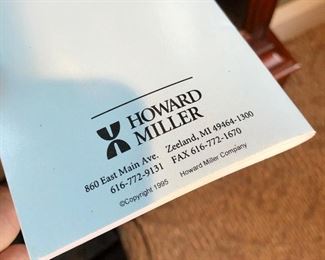 HOWARD
MILLER
860 East Main Ave. Zeeland, MI 49464-1300
616-772-9131 FAX 616-772-1670
©Copyright 1995 Howard Miller Company